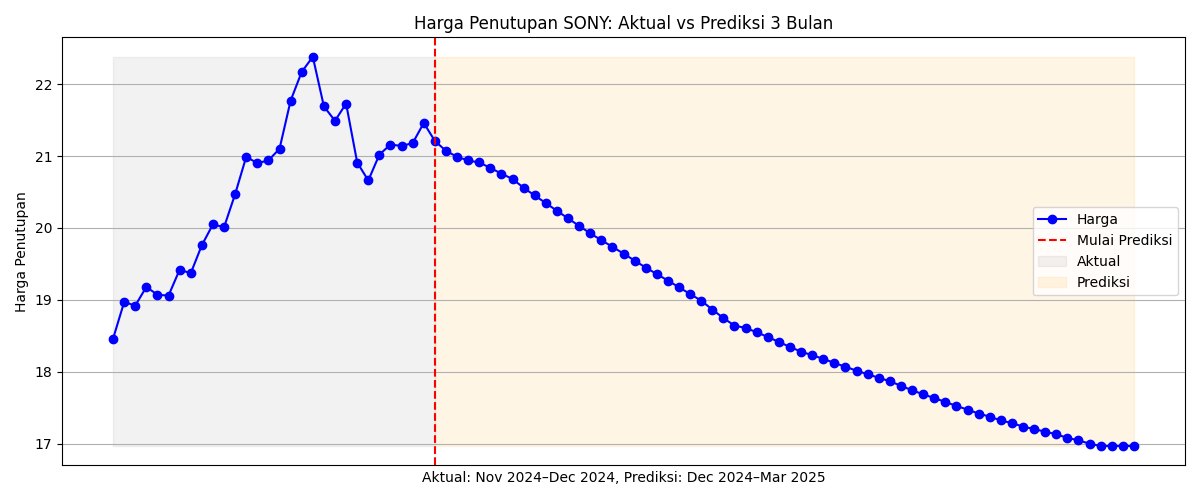 Harga Penutupan SONY: Aktual vs Prediksi 3 Bulan
Harga Penutupan
22
21
20
19
18
17
Harga
Mulai Prediksi
Aktual
Prediksi
Aktual: Nov 2024–Dec 2024, Prediksi: Dec 2024–Mar 2025